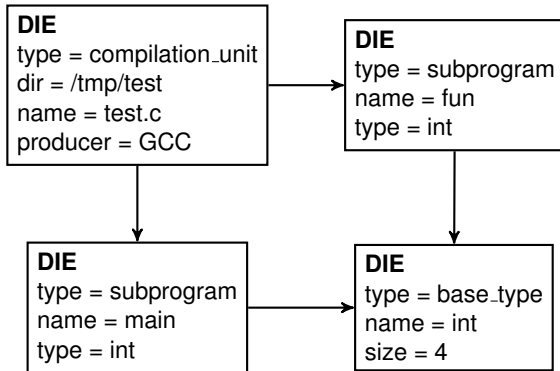 DIE
type = compilation_unit
dir = /tmp/test
name = test.c
producer = GCC
DIE
type = subprogram
name = fun
type = int
DIE
type = subprogram
name = main
type = int
DIE
type = base_type
name = int
size = 4